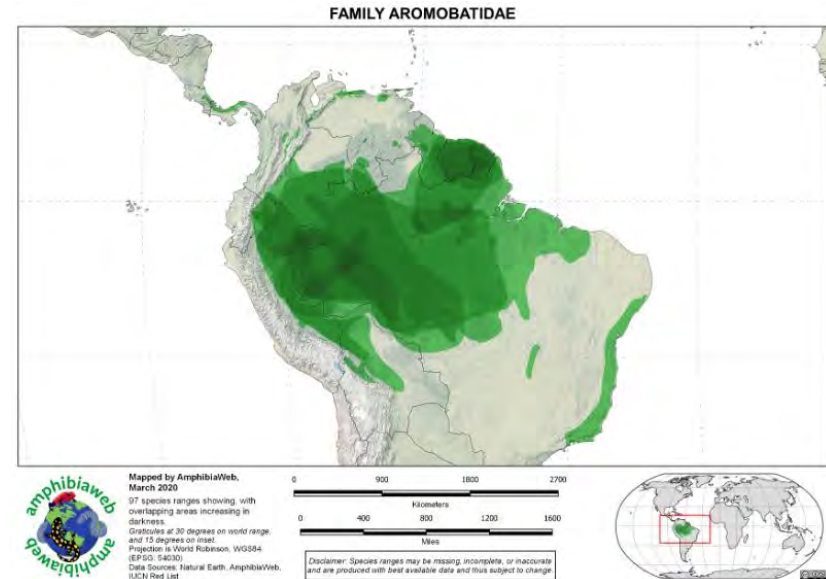 FAMILY AROMOBATIDAE
amphibiaweb
amphibiaweb
Mapped by AmphibiaWeb,
March 2020
97 species ranges showing, with
overlapping areas increasing in
darkness.
Graticules at 30 degrees on world range,
and 15 degrees on inset.
Projection is World Robinson, WGS84
(EPSG: 54030)
Data Sources: Natural Earth, AmphibiaWeb,
IUCN Red List
0 900 1800 2700
Kilometers
0 400 800 1200 1600
Miles
Disclaimer: Species ranges may be missing, incomplete, or inaccurate
and are produced with best available data and thus subject to change